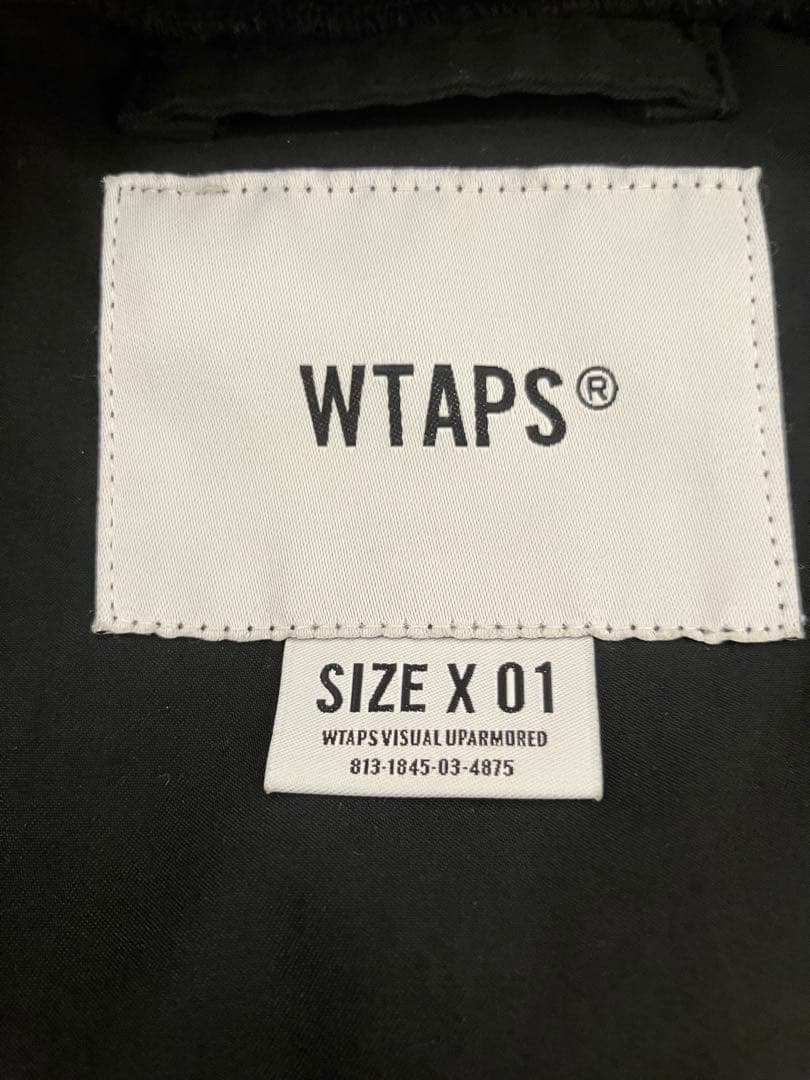 WTAPS®
SIZE X 01
WTAPS VISUAL UPARMORED
813-1845-03-4875